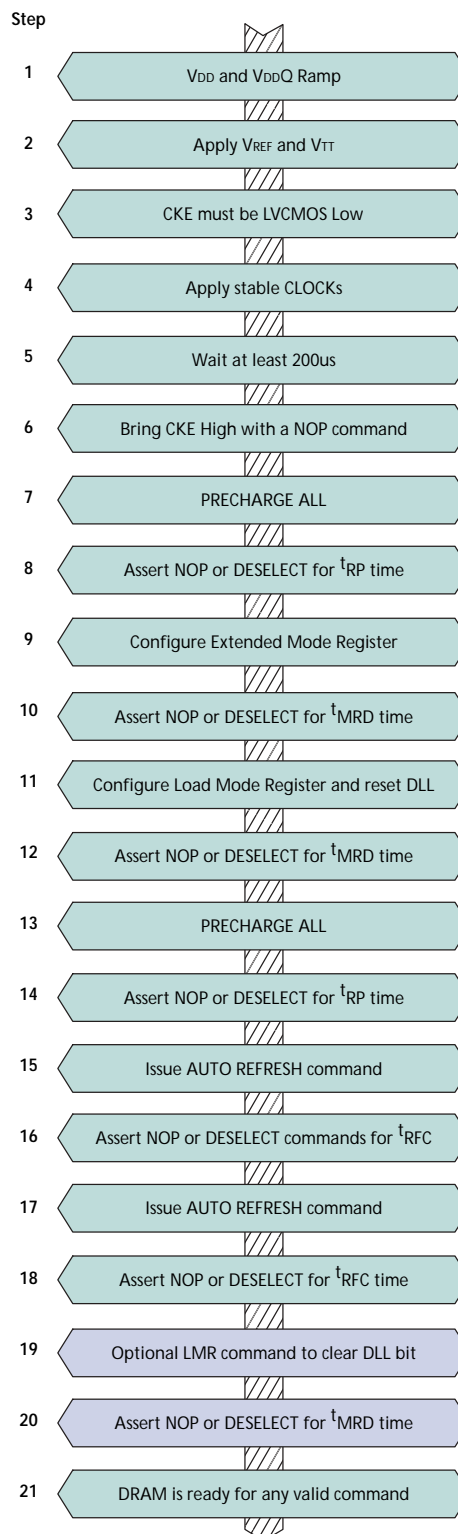 Step
1 VDD and VDDQ Ramp
2 Apply VREF and VTT
3 CKE must be LVCMOS Low
4 Apply stable CLOCKs
5 Wait at least 200us
6 Bring CKE High with a NOP command
7 PRECHARGE ALL
8 Assert NOP or DESELECT for tRP time
9 Configure Extended Mode Register
10 Assert NOP or DESELECT for tMRD time
11 Configure Load Mode Register and reset DLL
12 Assert NOP or DESELECT for tMRD time
13 PRECHARGE ALL
14 Assert NOP or DESELECT for tRP time
15 Issue AUTO REFRESH command
16 Assert NOP or DESELECT commands for tRFC
17 Issue AUTO REFRESH command
18 Assert NOP or DESELECT for tRFC time
19 Optional LMR command to clear DLL bit
20 Assert NOP or DESELECT for tMRD time
21 DRAM is ready for any valid command